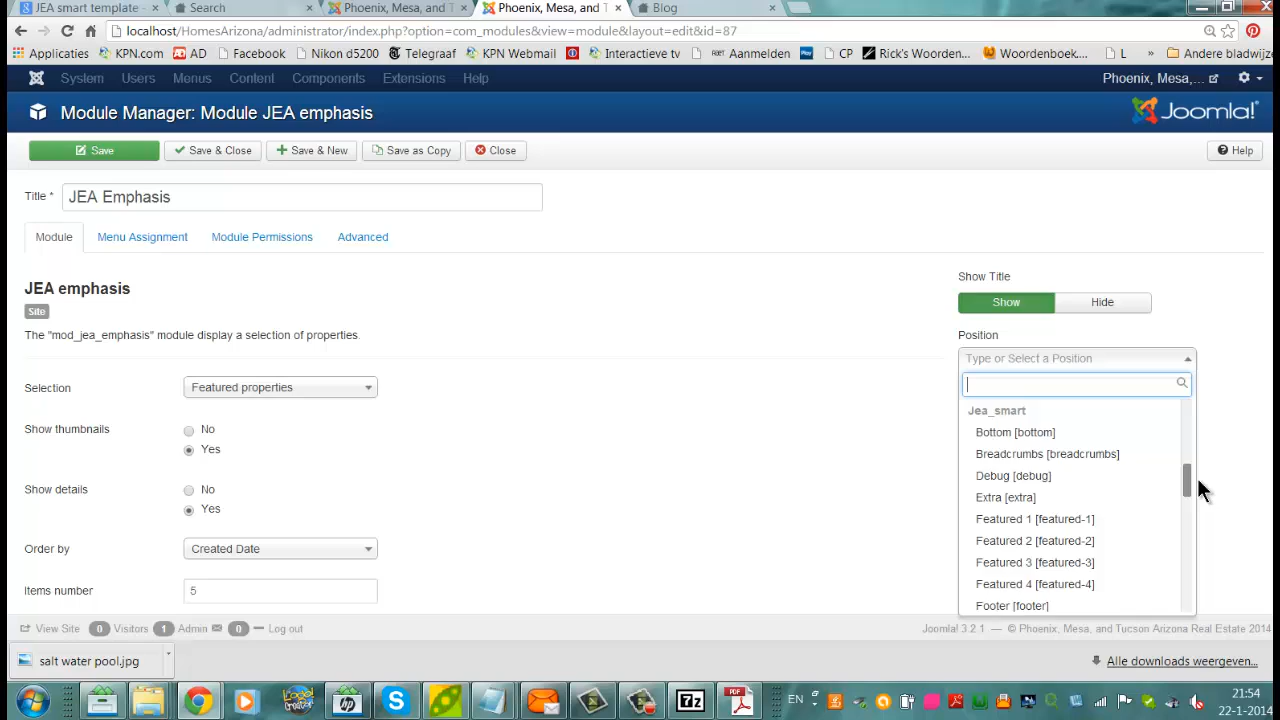 JEA smart template -
Search
Phoenix, Mesa, and T
Phoenix, Mesa, and T
Blog
localhost/HomesArizona/administrator/index.php?option=com_modules&view=module&layout=edit&id=87
Applicaties
KPN.com
AD
Facebook
Nikon d5200
Telegraaf
KPN Webmail
Interactieve tv
Aanmelden
CP
Rick's Woorden...
Woordenboek...
L
»
Andere bladwijze
System
Users
Menus
Content
Components
Extensions
Help
Phoenix, Mesa,...
Module Manager: Module JEA emphasis
Joomla!
Save
Save & Close
Save & New
Save as Copy
Close
Help
Title *
JEA Emphasis
Module
Menu Assignment
Module Permissions
Advanced
JEA emphasis
Site
The "mod_jea_emphasis" module display a selection of properties.
Selection
Featured properties
Show thumbnails
No
Yes
Show details
No
Yes
Order by
Created Date
Items number
5
Show Title
Show
Hide
Position
Type or Select a Position
Jea_smart
Bottom [bottom]
Breadcrumbs [breadcrumbs]
Debug [debug]
Extra [extra]
Featured 1 [featured-1]
Featured 2 [featured-2]
Featured 3 [featured-3]
Featured 4 [featured-4]
Footer [footer]
View Site
0
Visitors
1
Admin
0
Log out
Joomla! 3.2.1 — © Phoenix, Mesa, and Tucson Arizona Real Estate 2014
salt water pool.jpg
Alle downloads weergeven...
EN
21:54
22-1-2014